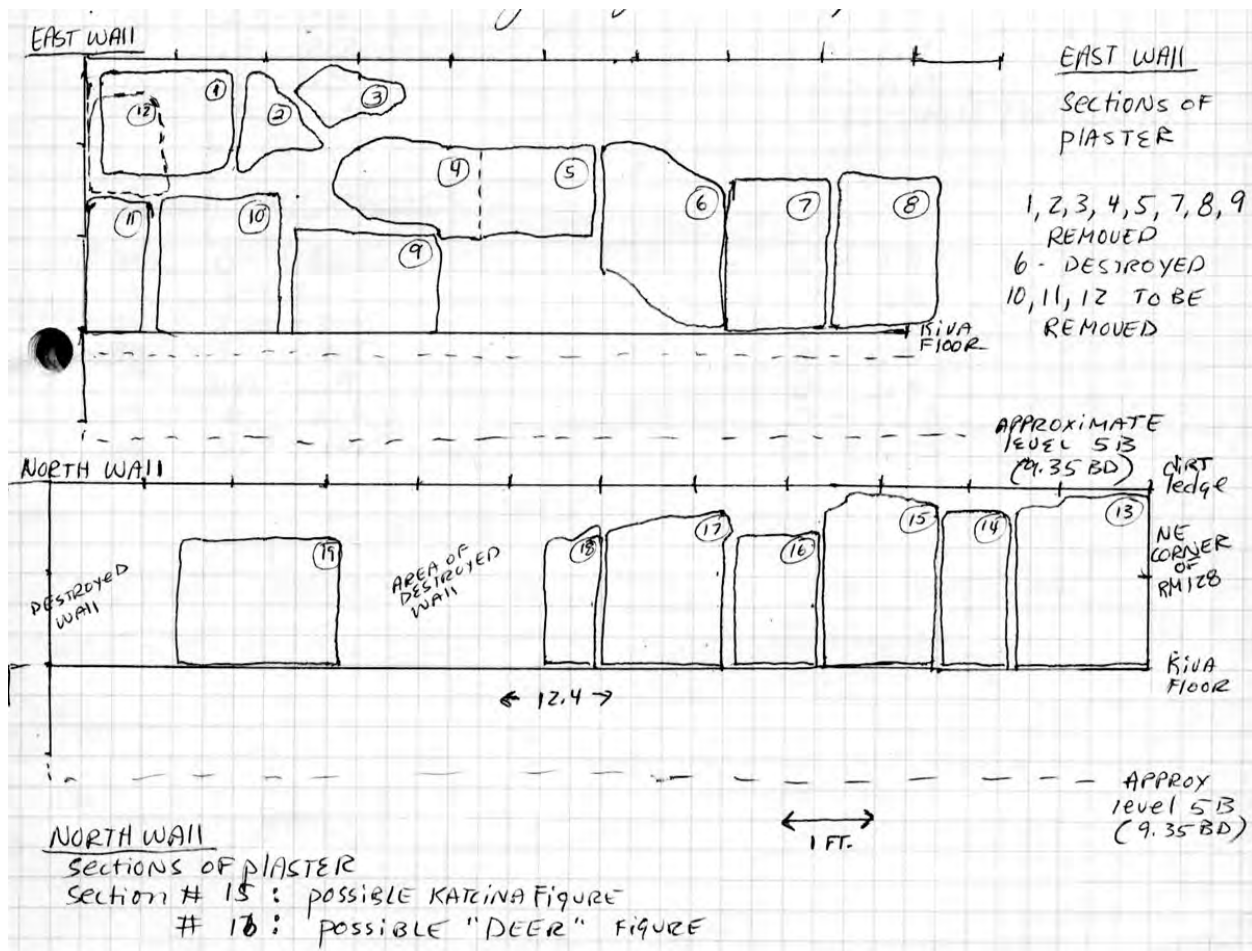 EAST WALL
1
2
3
12
4
5
6
7
8
11
10
9
KIVA
FLOOR
EAST WALL
SECTIONS OF
PLASTER
1, 2, 3, 4, 5, 7, 8, 9
REMOVED
6 - DESTROYED
10, 11, 12 TO BE
REMOVED
APPROXIMATE
LEVEL 5B
(9.35 BD)
NORTH WALL
DIRT
ledge
DESTROYED
WALL
19
AREA OF
DESTROYED
WALL
18
17
16
15
14
13
NE
CORNER
OF
RM 128
KIVA
FLOOR
← 12.4 →
APPROX
level 5B
(9.35 BD)
1 FT.
NORTH WALL
SECTIONS OF PLASTER
Section # 15 : POSSIBLE KATCINA FIGURE
# 16 : POSSIBLE "DEER" FIGURE